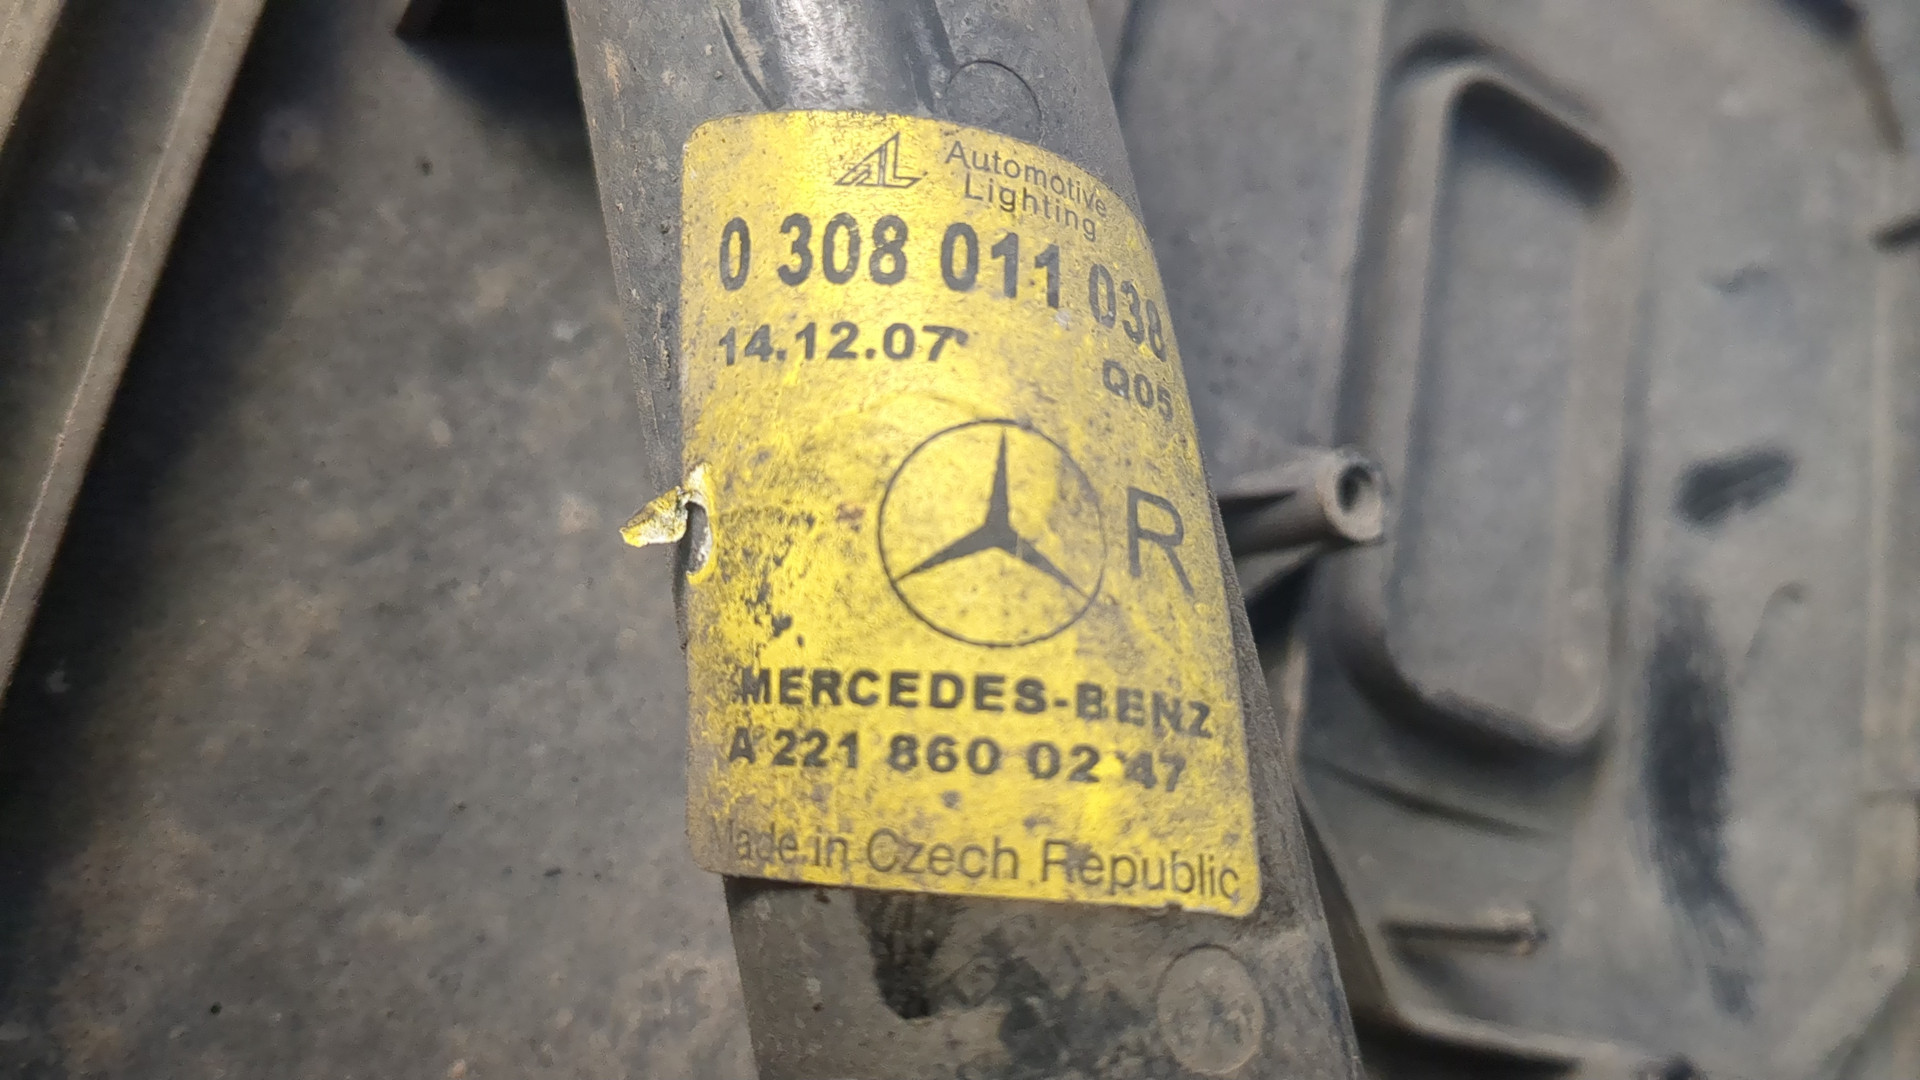 AL Automotive
Lighting
0 308 011 038
14.12.07
Q05
R
MERCEDES-BENZ
A 221 860 02 47
Made in Czech Republic